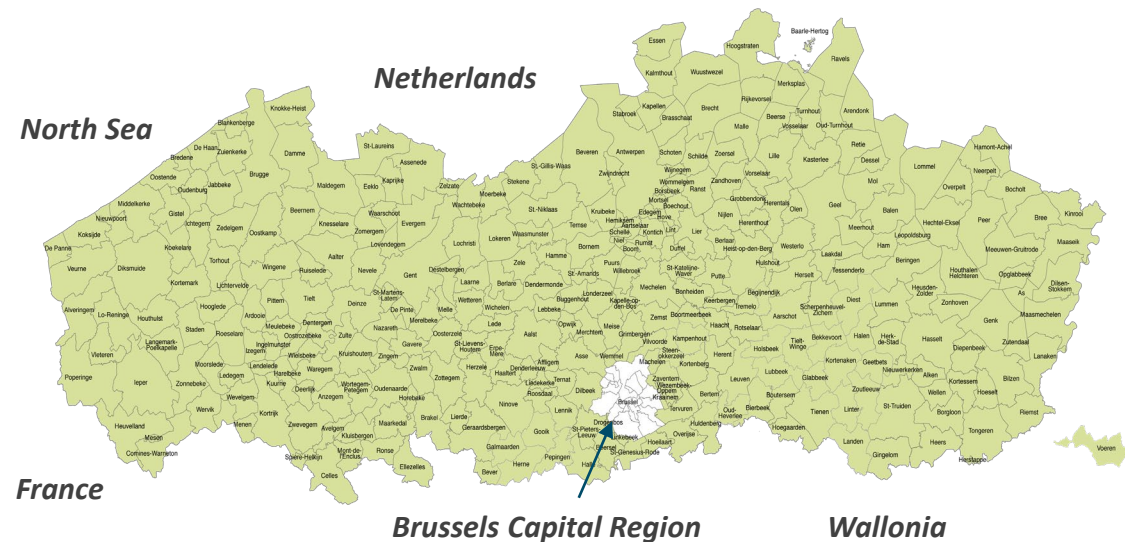 Netherlands
North Sea
France
Brussels Capital Region
Wallonia
Baarle-Hertog
Essen
Hoogstraten
Ravels
Kalmthout
Wuustwezel
Merksplas
Knokke-Heist
Kapellen
Brecht
Rijkevorsel
Turnhout
Arendonk
Stabroek
Brasschaat
Beerse
Blankenberge
Malle
Vosselaar
Oud-Turnhout
De Haan
Zuienkerke
Damme
St-Laureins
Assenede
Beveren
Antwerpen
Schoten
Schilde
Zoersel
Lille
Kasterlee
Retie
Dessel
Lommel
Hamont-Achel
Neerpelt
Bredene
Oostende
Jabbeke
Brugge
Maldegem
Eeklo
Kaprijke
Zelzate
Stekene
St.-Gillis-Waas
Zwijndrecht
Wijnegem
Wommelgem
Borsbeek
Ranst
Zandhoven
Vorselaar
Mol
Overpelt
Bocholt
Oudenburg
Moerbeke
Wachtebeke
Mortsel
Boechout
Grobbendonk
Herentals
Olen
Geel
Balen
Middelkerke
Nieuwpoort
Gistel
Ichtegem
Zedelgem
Oostkamp
Beernem
Knesselare
Waarschoot
Zomergem
Evergem
St.-Niklaas
Kruibeke
Temse
Hemiksem
Edegem
Hove
Aartselaar
Schelle
Kontich
Lint
Lier
Nijlen
Herenthout
Meerhout
Leopoldsburg
Hechtel-Eksel
Peer
Bree
Kinrooi
Koksijde
De Panne
Koekelare
Lovendegem
Lochristi
Lokeren
Waasmunster
Niel
Rumst
Boom
Duffel
Berlaar
Heist-op-den-Berg
Westerlo
Laakdal
Ham
Beringen
Meeuwen-Gruitrode
Maaseik
Veurne
Diksmuide
Torhout
Wingene
Ruiselede
Aalter
Nevele
Gent
Destelbergen
Laarne
Zele
Hamme
Bornem
Puurs
Willebroek
St-Katelijne-Waver
Putte
Hulshout
Herselt
Tessenderlo
Houthalen
Helchteren
Opglabbeek
Dilsen-Stokkem
Kortemark
Lichtervelde
Berlare
Dendermonde
St.-Amands
Mechelen
Bonheiden
Begijnendijk
Heusden-Zolder
Zonhoven
As
Maasmechelen
Alveringem
Lo-Reninge
Houthulst
Hooglede
Pittem
Tielt
Deinze
St-Martens-Latem
De Pinte
Merelbeke
Melle
Wetteren
Wichelen
Buggenhout
Lebbeke
Londerzeel
Kapelle-op-den-Bos
Keerbergen
Tremelo
Scherpenheuvel-Zichem
Diest
Lummen
Genk
Staden
Roeselare
Ardooie
Meulebeke
Dentergem
Zulte
Nazareth
Gavere
Oosterzele
Lede
Aalst
Opwijk
Merchtem
Meise
Grimbergen
Zemst
Boortmeerbeek
Haacht
Rotselaar
Aarschot
Langemark-Poelkapelle
Oostrozebeke
Ingelmunster
Izegem
Wielsbeke
Kruishoutem
Zingem
St-Lievens-Houtem
Erpe-Mere
Vilvoorde
Kampenhout
Tielt-Winge
Bekkevoort
Halen
Herk-de-Stad
Hasselt
Diepenbeek
Zutendaal
Lanaken
Vleteren
Moorslede
Lendelede
Waregem
Zwalm
Herzele
Haaltert
Denderleeuw
Affligem
Asse
Wemmel
Machelen
Steen-okkerzeel
Kortenberg
Herent
Holsbeek
Kortenaken
Geetbets
Nieuwerkerken
Poperinge
Ieper
Zonnebeke
Ledegem
Harelbeke
Kuurne
Deerlijk
Anzegem
Wortegem-Petegem
Oudenaarde
Zottegem
Liedekerke
Ternat
Roosdaal
Dilbeek
Zaventem
Wezembeek-Oppem
Kraainem
Leuven
Lubbeek
Glabbeek
Zoutleeuw
Alken
Wellen
Kortessem
Bilzen
Hoeselt
Wevelgem
Horebeke
Ninove
Lennik
Brussel
Tervuren
Bertem
Boutersem
Heuvelland
Wervik
Menen
Kortrijk
Zwevegem
Avelgem
Kluisbergen
Maarkedal
Brakel
Lierde
Geraardsbergen
Gooik
St-Pieters-Leeuw
Drogenbos
Oud-Heverlee
Bierbeek
Tienen
Linter
St-Truiden
Borgloon
Riemst
Mesen
Huldenberg
Hoegaarden
Tongeren
Comines-Warneton
Spiere-Helkijn
Mont-de-l'Enclus
Ronse
Ellezelles
Celles
Galmaarden
Bever
Herne
Pepingen
Hoeilaart
Overijse
St-Genesius-Rode
Landen
Gingelom
Heers
Herstappe
Voeren